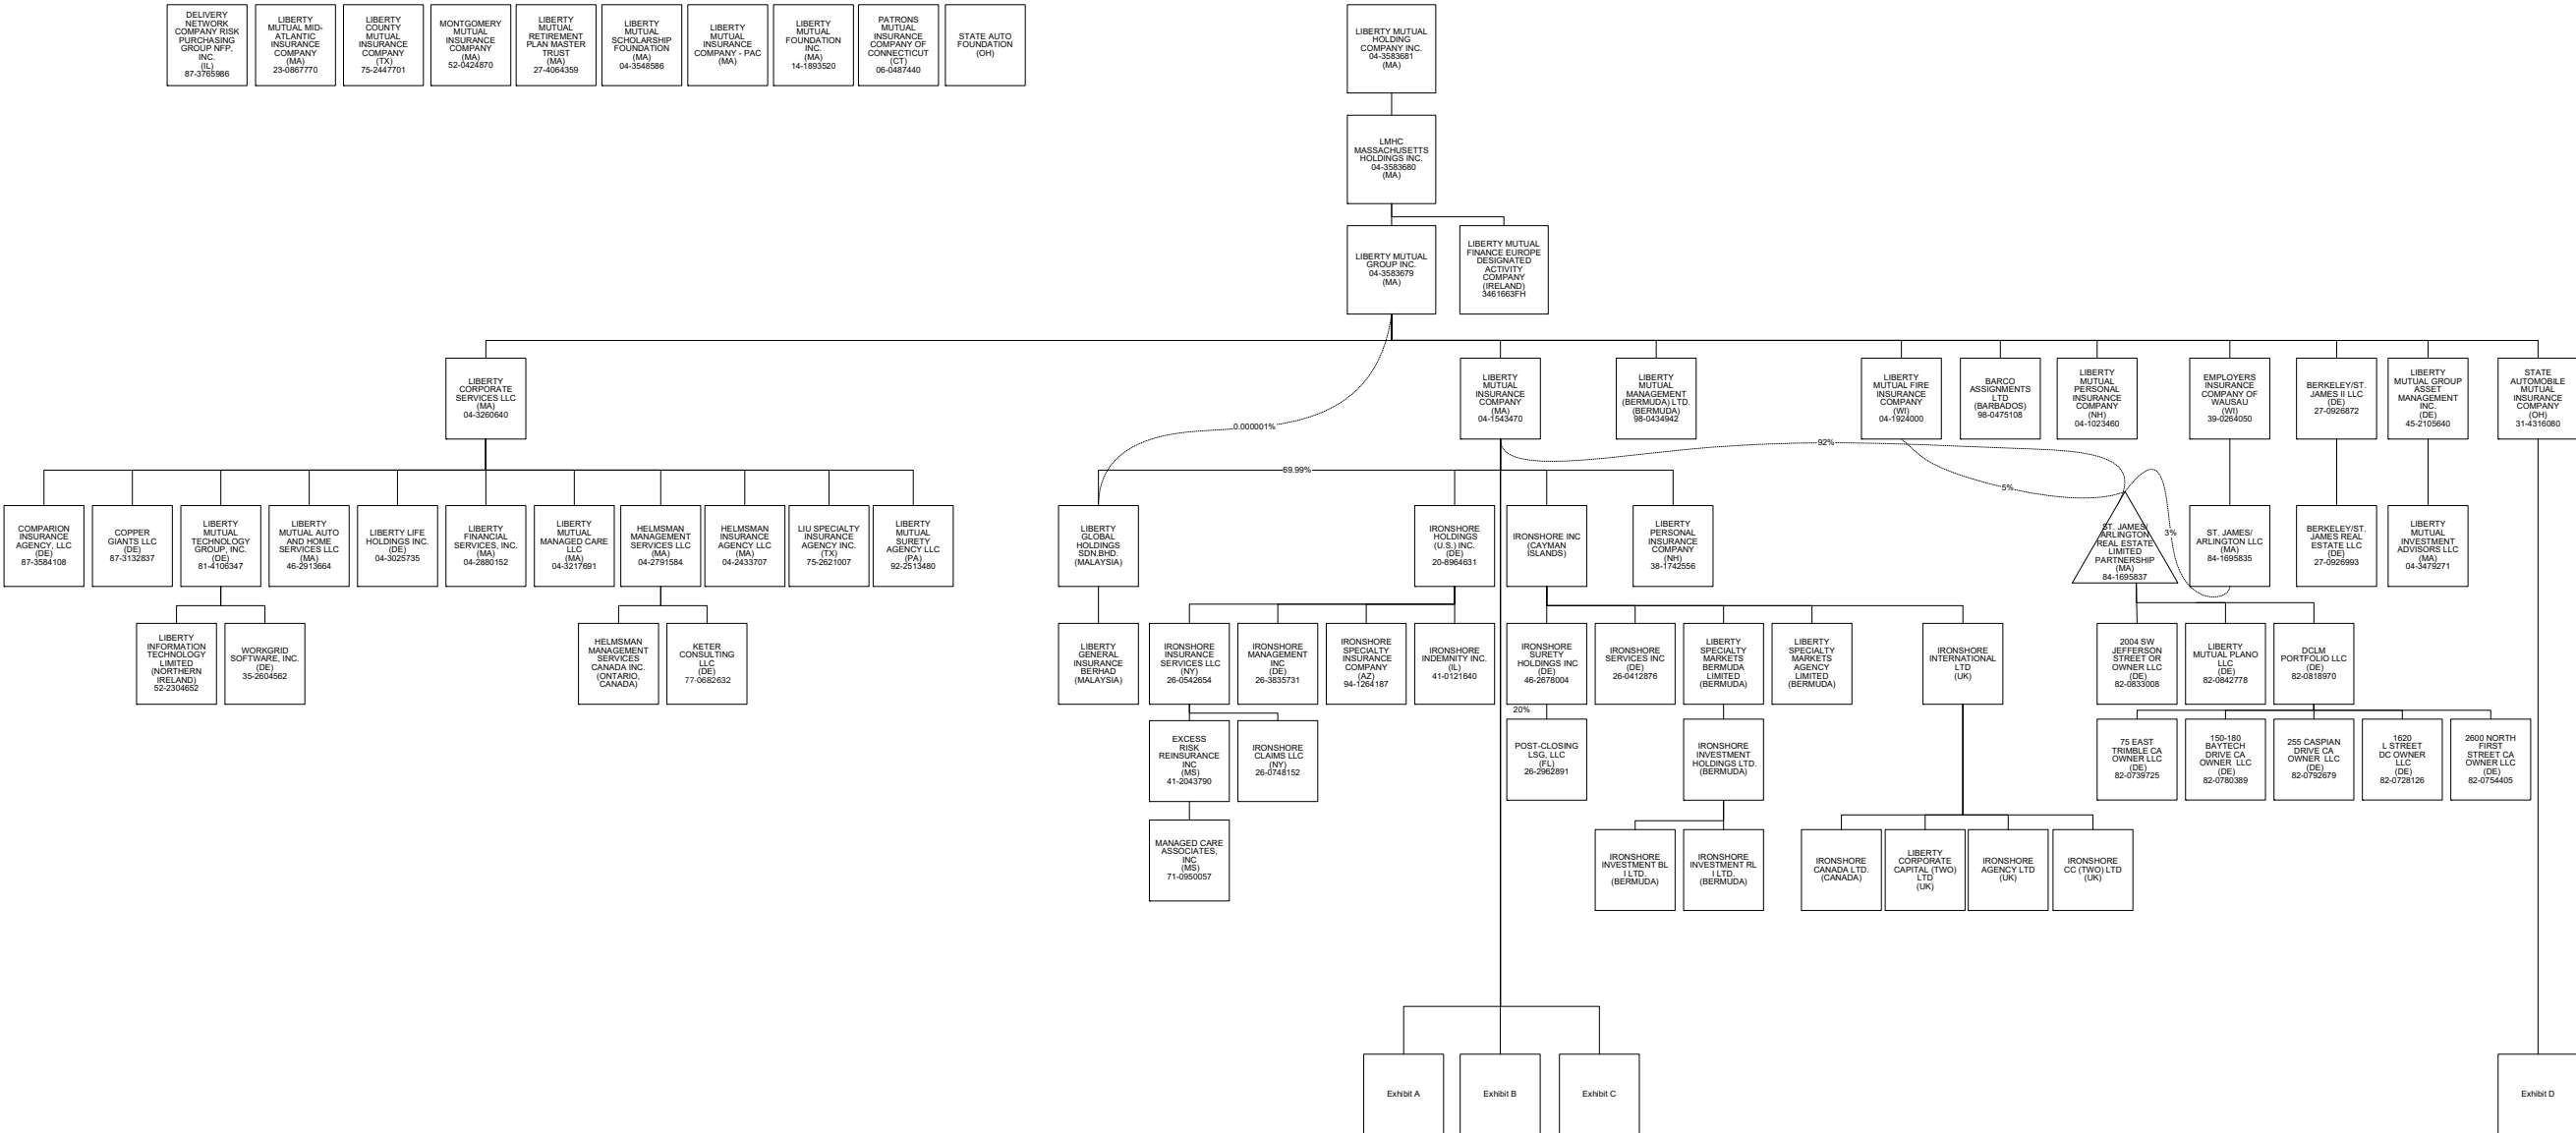 DELIVERY
NETWORK
COMPANY RISK
PURCHASING
GROUP NFP,
INC.
(IL)
87-3765986
LIBERTY
MUTUAL MID-
ATLANTIC
INSURANCE
COMPANY
(MA)
23-0867770
LIBERTY
COUNTY
MUTUAL
INSURANCE
COMPANY
(TX)
75-2447701
MONTGOMERY
MUTUAL
INSURANCE
COMPANY
(MA)
52-0424870
LIBERTY
MUTUAL
RETIREMENT
PLAN MASTER
TRUST
(MA)
27-4064359
LIBERTY
MUTUAL
SCHOLARSHIP
FOUNDATION
(MA)
04-3548586
LIBERTY
MUTUAL
INSURANCE
COMPANY - PAC
(MA)
LIBERTY
MUTUAL
FOUNDATION
INC.
(MA)
14-1893520
PATRONS
MUTUAL
INSURANCE
COMPANY OF
CONNECTICUT
(CT)
06-0487440
STATE AUTO
FOUNDATION
(OH)
LIBERTY MUTUAL
HOLDING
COMPANY INC.
04-3583681
(MA)
LMHC
MASSACHUSETTS
HOLDINGS INC.
04-3583680
(MA)
LIBERTY MUTUAL
GROUP INC.
04-3583679
(MA)
LIBERTY MUTUAL
FINANCE EUROPE
DESIGNATED
ACTIVITY
COMPANY
(IRELAND)
3461663FH
LIBERTY
CORPORATE
SERVICES LLC
(MA)
04-3260640
LIBERTY
MUTUAL
INSURANCE
COMPANY
(MA)
04-1543470
LIBERTY
MUTUAL
MANAGEMENT
(BERMUDA) LTD.
(BERMUDA)
98-0434942
LIBERTY
MUTUAL FIRE
INSURANCE
COMPANY
(WI)
04-1924000
BARCO
ASSIGNMENTS
LTD
(BARBADOS)
98-0475108
LIBERTY
MUTUAL
PERSONAL
INSURANCE
COMPANY
(NH)
04-1023460
EMPLOYERS
INSURANCE
COMPANY OF
WAUSAU
(WI)
39-0264050
BERKELEY/ST.
JAMES II LLC
(DE)
27-0926872
LIBERTY
MUTUAL GROUP
ASSET
MANAGEMENT
INC.
(DE)
45-2105640
STATE
AUTOMOBILE
MUTUAL
INSURANCE
COMPANY
(OH)
31-4316080
0.000001%
92%
69.99%
5%
3%
COMPARION
INSURANCE
AGENCY, LLC
(DE)
87-3584108
COPPER
GIANTS LLC
(DE)
87-3132837
LIBERTY
MUTUAL
TECHNOLOGY
GROUP, INC.
(DE)
81-4106347
LIBERTY
MUTUAL AUTO
AND HOME
SERVICES LLC
(MA)
46-2913664
LIBERTY LIFE
HOLDINGS INC.
(DE)
04-3025735
LIBERTY
FINANCIAL
SERVICES, INC.
(MA)
04-2880152
LIBERTY
MUTUAL
MANAGED CARE
LLC
(MA)
04-3217691
HELMSMAN
MANAGEMENT
SERVICES LLC
(MA)
04-2791584
HELMSMAN
INSURANCE
AGENCY LLC
(MA)
04-2433707
LIU SPECIALTY
INSURANCE
AGENCY INC.
(TX)
75-2621007
LIBERTY
MUTUAL
SURETY
AGENCY LLC
(PA)
92-2513480
LIBERTY
GLOBAL
HOLDINGS
SDN.BHD.
(MALAYSIA)
IRONSHORE
HOLDINGS
(U.S.) INC.
(DE)
20-8964631
IRONSHORE INC
(CAYMAN
ISLANDS)
LIBERTY
PERSONAL
INSURANCE
COMPANY
(NH)
38-1742556
ST. JAMES/
ARLINGTON
REAL ESTATE
LIMITED
PARTNERSHIP
(MA)
84-1695837
ST. JAMES/
ARLINGTON LLC
(MA)
84-1695835
BERKELEY/ST.
JAMES REAL
ESTATE LLC
(DE)
27-0926993
LIBERTY
MUTUAL
INVESTMENT
ADVISORS LLC
(MA)
04-3479271
LIBERTY
INFORMATION
TECHNOLOGY
LIMITED
(NORTHERN
IRELAND)
52-2304652
WORKGRID
SOFTWARE, INC.
(DE)
35-2604562
HELMSMAN
MANAGEMENT
SERVICES
CANADA INC.
(ONTARIO,
CANADA)
KETER
CONSULTING
LLC
(DE)
77-0682632
LIBERTY
GENERAL
INSURANCE
BERHAD
(MALAYSIA)
IRONSHORE
INSURANCE
SERVICES LLC
(NY)
26-0542654
IRONSHORE
MANAGEMENT
INC
(DE)
26-3835731
IRONSHORE
SPECIALTY
INSURANCE
COMPANY
(AZ)
94-1264187
IRONSHORE
INDEMNITY INC.
(IL)
41-0121640
IRONSHORE
SURETY
HOLDINGS INC
(DE)
46-2678004
IRONSHORE
SERVICES INC
(DE)
26-0412876
LIBERTY
SPECIALTY
MARKETS
BERMUDA
LIMITED
(BERMUDA)
LIBERTY
SPECIALTY
MARKETS
AGENCY
LIMITED
(BERMUDA)
IRONSHORE
INTERNATIONAL
LTD
(UK)
2004 SW
JEFFERSON
STREET OR
OWNER LLC
(DE)
82-0833008
LIBERTY
MUTUAL PLANO
LLC
(DE)
82-0842778
DCLM
PORTFOLIO LLC
(DE)
82-0818970
20%
EXCESS
RISK
REINSURANCE
INC
(MS)
41-2043790
IRONSHORE
CLAIMS LLC
(NY)
26-0748152
POST-CLOSING
LSG, LLC
(FL)
26-2962891
IRONSHORE
INVESTMENT
HOLDINGS LTD.
(BERMUDA)
75 EAST
TRIMBLE CA
OWNER LLC
(DE)
82-0739725
150-180
BAYTECH
DRIVE CA
OWNER LLC
(DE)
82-0780389
255 CASPIAN
DRIVE CA
OWNER LLC
(DE)
82-0792679
1620
L STREET
DC OWNER
LLC
(DE)
82-0728126
2600 NORTH
FIRST
STREET CA
OWNER LLC
(DE)
82-0754405
MANAGED CARE
ASSOCIATES,
INC
(MS)
71-0950057
IRONSHORE
INVESTMENT BL
I LTD.
(BERMUDA)
IRONSHORE
INVESTMENT RL
I LTD.
(BERMUDA)
IRONSHORE
CANADA LTD.
(CANADA)
LIBERTY
CORPORATE
CAPITAL (TWO)
LTD
(UK)
IRONSHORE
AGENCY LTD
(UK)
IRONSHORE
CC (TWO) LTD
(UK)
Exhibit A
Exhibit B
Exhibit C
Exhibit D